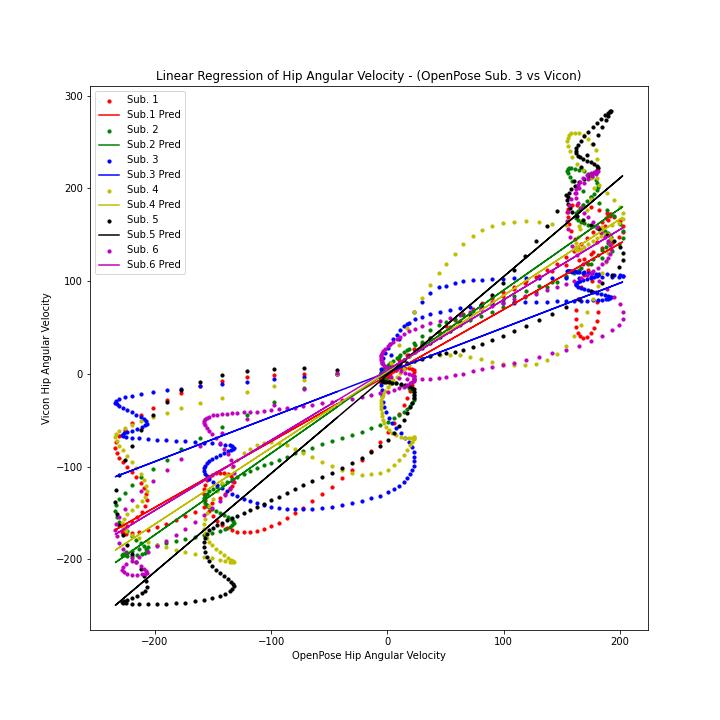 Linear Regression of Hip Angular Velocity - (OpenPose Sub. 3 vs Vicon)
Sub. 1
Sub.1 Pred
Sub. 2
Sub.2 Pred
Sub. 3
Sub.3 Pred
Sub. 4
Sub.4 Pred
Sub. 5
Sub.5 Pred
Sub. 6
Sub.6 Pred
300
200
100
0
−100
−200
Vicon Hip Angular Velocity
−200
−100
0
100
200
OpenPose Hip Angular Velocity